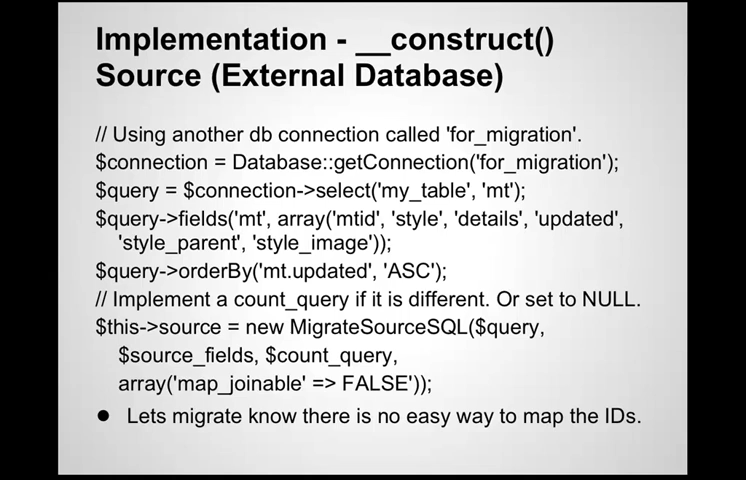 Implementation - __construct()
Source (External Database)
// Using another db connection called 'for_migration'.
$connection = Database::getConnection('for_migration');
$query = $connection->select('my_table', 'mt');
$query->fields('mt', array('mtid', 'style', 'details', 'updated',
'style_parent', 'style_image'));
$query->orderBy('mt.updated', 'ASC');
// Implement a count_query if it is different. Or set to NULL.
$this->source = new MigrateSourceSQL($query,
$source_fields, $count_query,
array('map_joinable' => FALSE'));
● Lets migrate know there is no easy way to map the IDs.